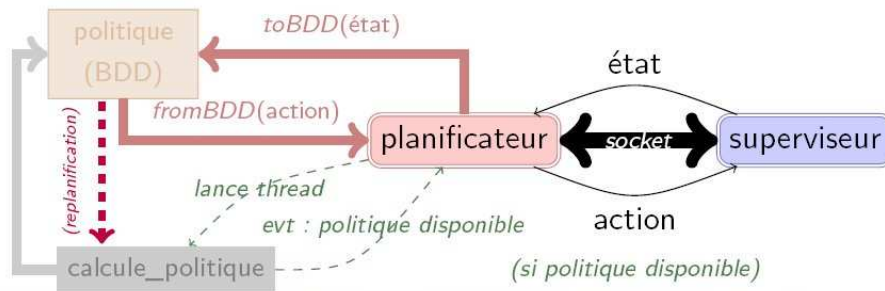 politique
(BDD)
toBDD(état)
fromBDD(action)
(replanification)
planificateur
socket
superviseur
état
action
lance thread
evt : politique disponible
calcule_politique
(si politique disponible)